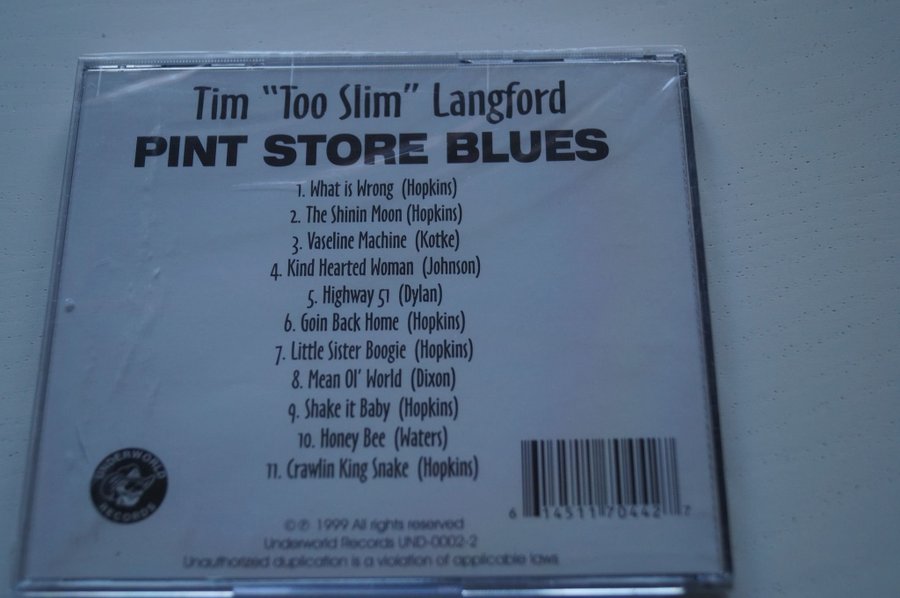 Tim “Too Slim” Langford
PINT STORE BLUES
1. What is Wrong (Hopkins)
2. The Shinin Moon (Hopkins)
3. Vaseline Machine (Kotke)
4. Kind Hearted Woman (Johnson)
5. Highway 51 (Dylan)
6. Goin Back Home (Hopkins)
7. Little Sister Boogie (Hopkins)
8. Mean Ol’ World (Dixon)
9. Shake it Baby (Hopkins)
10. Honey Bee (Waters)
11. Crawlin King Snake (Hopkins)
UNDERWORLD
RECORDS
6 14511 70442 7
©℗ 1999 All rights reserved
Underworld Records UND-0002-2
Unauthorized duplication is a violation of applicable laws